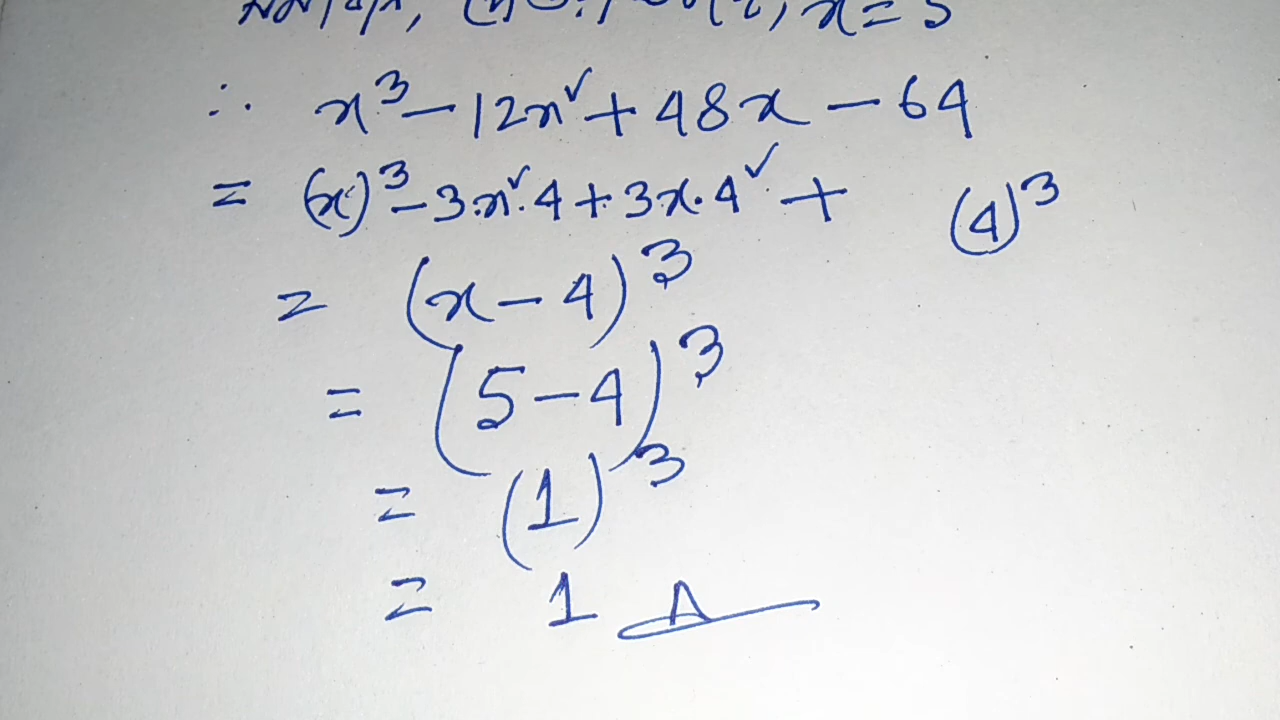 x = 5
∴ x³ - 12x² + 48x - 64
= (x)³ - 3.x².4 + 3.x.4² + (4)³
= (x - 4)³
= (5 - 4)³
= (1)³
= 1 A